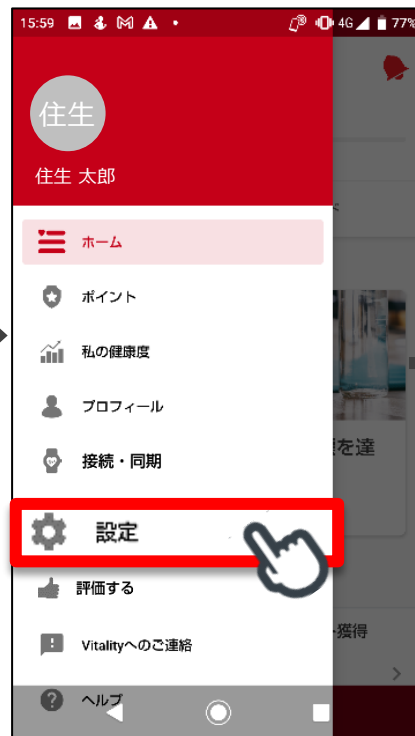 15:59 4G 77%
住生
住生 太郎
ホーム
ポイント
私の健康度
プロフィール
接続・同期
を達
設定
評価する
獲得
Vitalityへのご連絡
ヘルプ